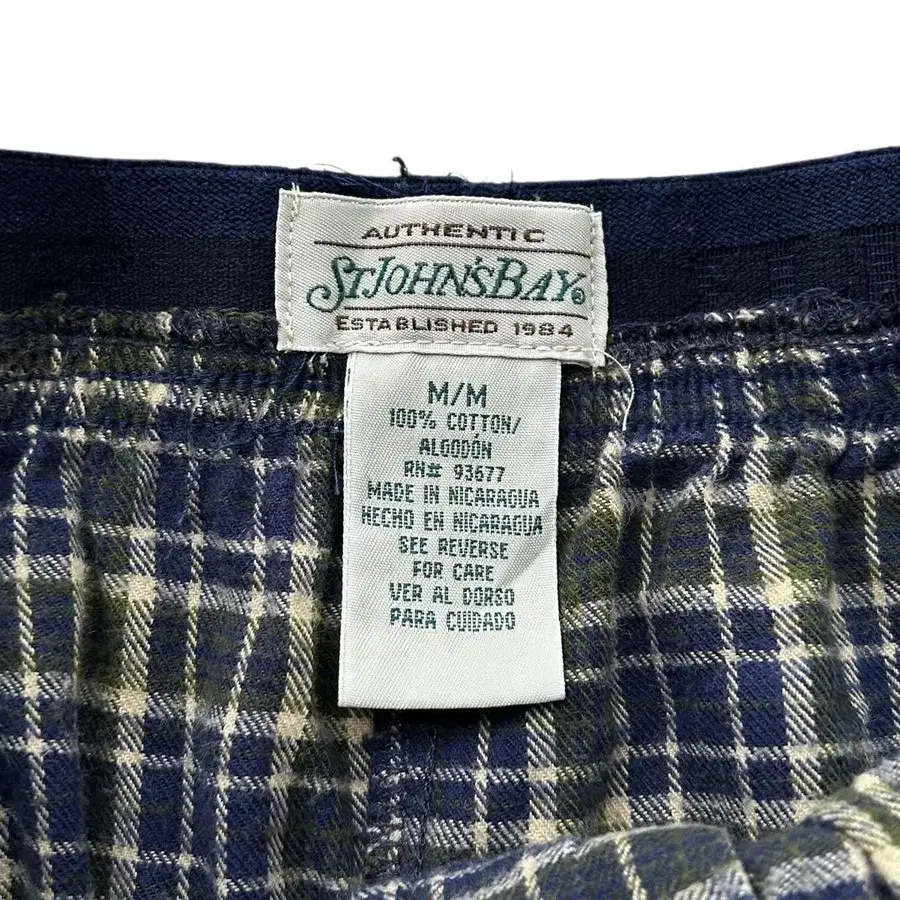 AUTHENTIC
ST.JOHN'S BAY®
ESTABLISHED 1984
M/M
100% COTTON/
ALGODÓN
RN# 93677
MADE IN NICARAGUA
HECHO EN NICARAGUA
SEE REVERSE
FOR CARE
VER AL DORSO
PARA CUIDADO